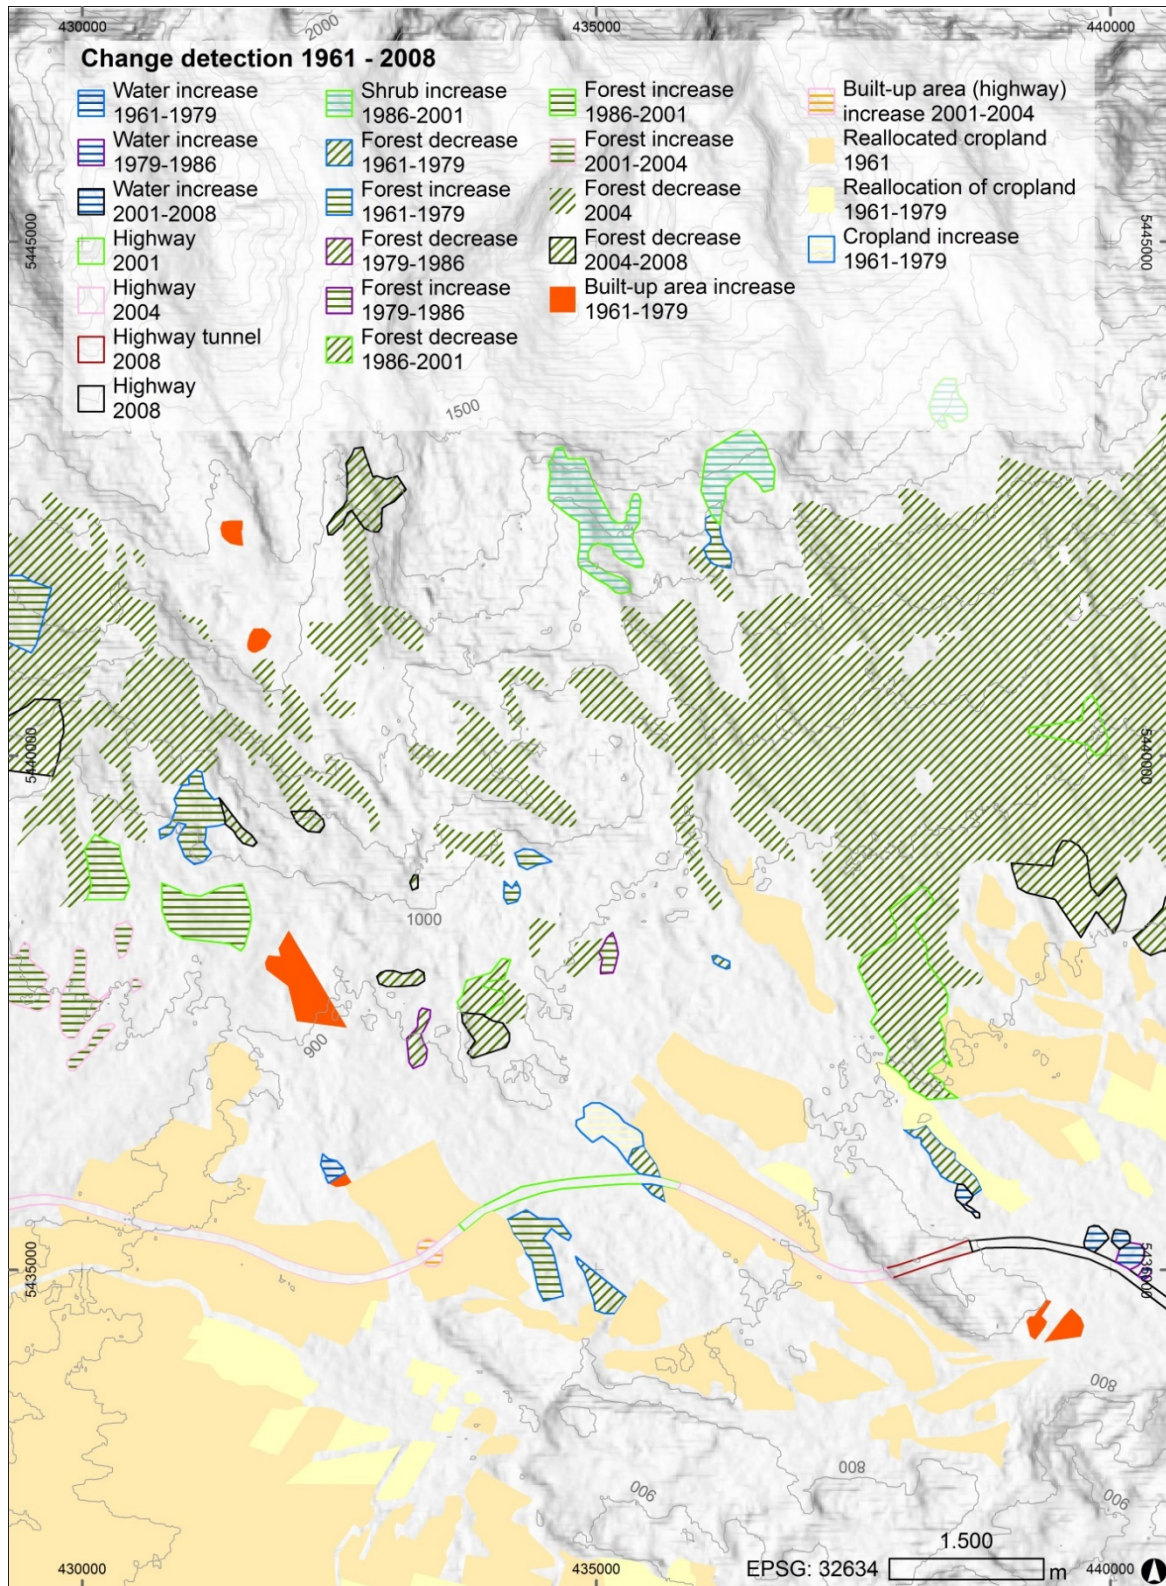 430000
2000
435000
440000
Change detection 1961 - 2008
Water increase
1961-1979
Water increase
1979-1986
Water increase
2001-2008
Highway
2001
Highway
2004
Highway tunnel
2008
Highway
2008
Shrub increase
1986-2001
Forest decrease
1961-1979
Forest increase
1961-1979
Forest decrease
1979-1986
Forest increase
1979-1986
Forest decrease
1986-2001
Forest increase
1986-2001
Forest increase
2001-2004
Forest decrease
2004
Forest decrease
2004-2008
Built-up area increase
1961-1979
Built-up area (highway)
increase 2001-2004
Reallocated cropland
1961
Reallocation of cropland
1961-1979
Cropland increase
1961-1979
5445000
5445000
1500
5440000
5440000
1000
900
5435000
5435000
800
800
900
900
1.500
EPSG: 32634
m
430000
435000
440000